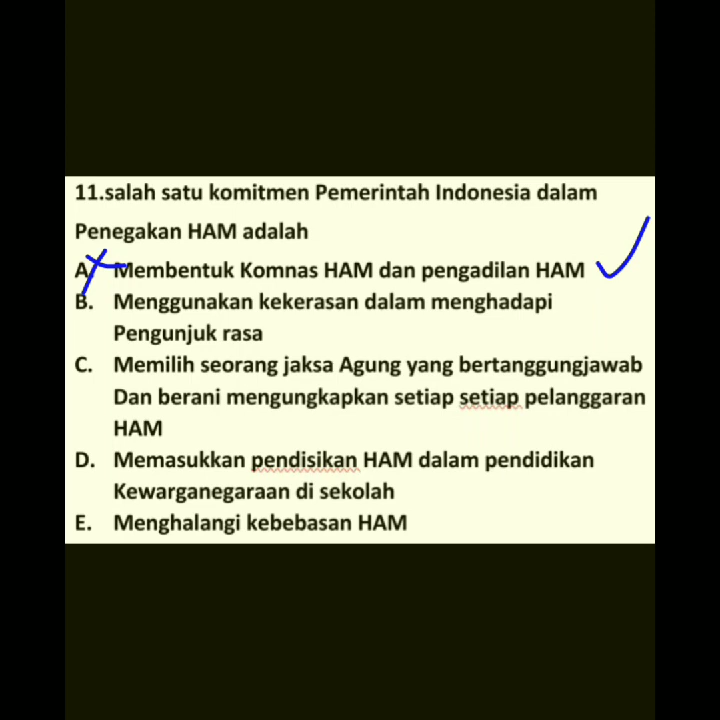 11.salah satu komitmen Pemerintah Indonesia dalam
Penegakan HAM adalah
A. Membentuk Komnas HAM dan pengadilan HAM
B. Menggunakan kekerasan dalam menghadapi
Pengunjuk rasa
C. Memilih seorang jaksa Agung yang bertanggungjawab
Dan berani mengungkapkan setiap setiap pelanggaran
HAM
D. Memasukkan pendisikan HAM dalam pendidikan
Kewarganegaraan di sekolah
E. Menghalangi kebebasan HAM